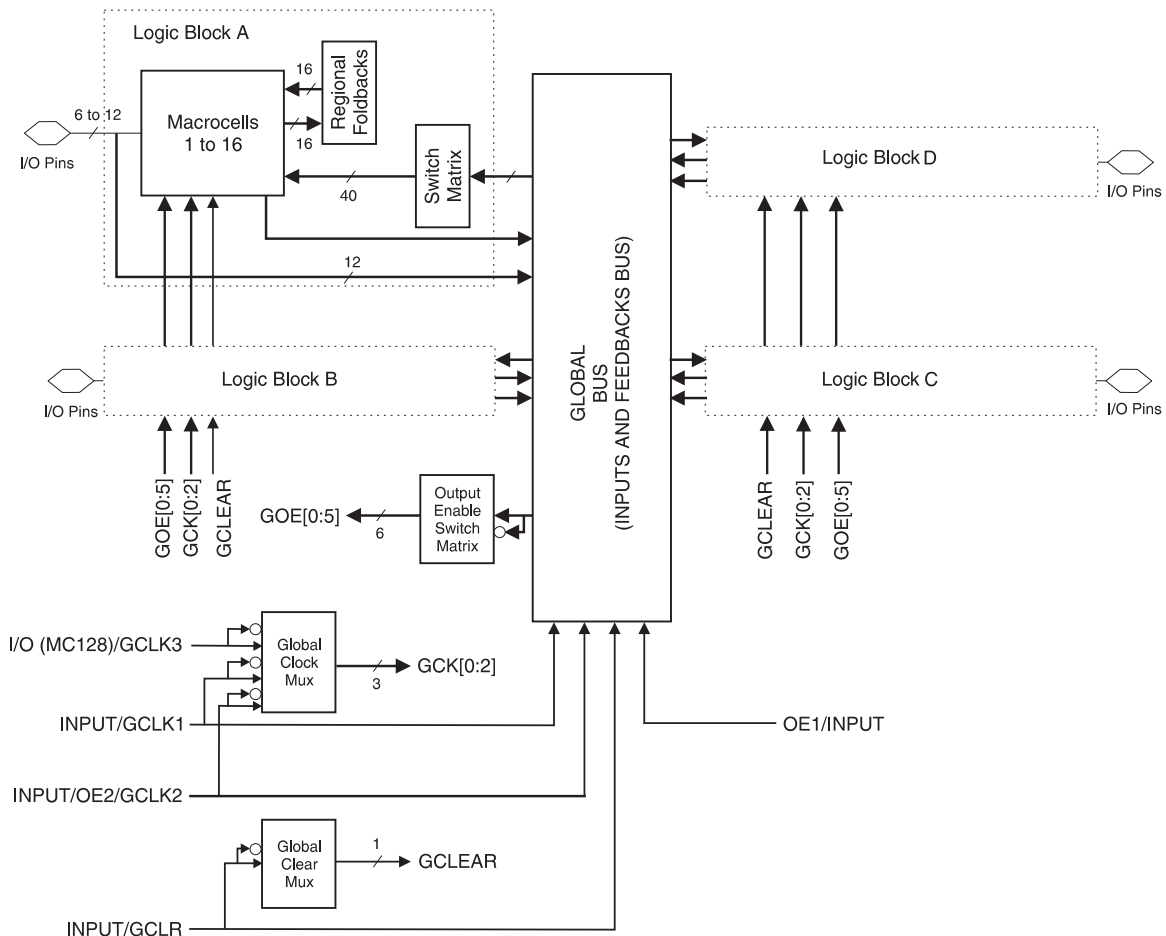 Logic Block A
16
Regional
Foldbacks
16
6 to 12
Macrocells
1 to 16
I/O Pins
Switch
Matrix
40
12
Logic Block D
I/O Pins
GLOBAL
BUS
(INPUTS AND FEEDBACKS BUS)
Logic Block B
I/O Pins
Logic Block C
I/O Pins
GOE[0:5]
GCK[0:2]
GCLEAR
GCLEAR
GCK[0:2]
GOE[0:5]
GOE[0:5]
6
Output
Enable
Switch
Matrix
I/O (MC128)/GCLK3
Global
Clock
Mux
3
GCK[0:2]
INPUT/GCLK1
OE1/INPUT
INPUT/OE2/GCLK2
Global
Clear
Mux
1
GCLEAR
INPUT/GCLR